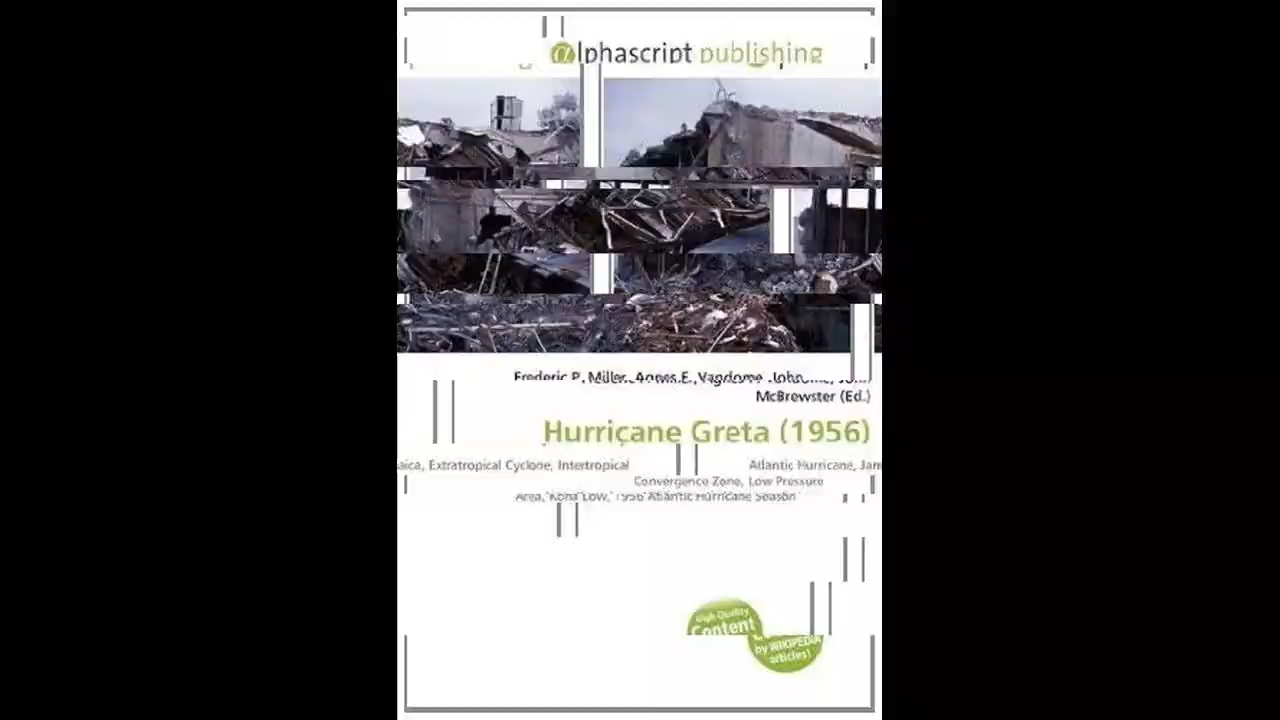 αlphascript publishing
Frederic P. Miller, Agnes F. Vandome, John
McBrewster (Ed.)
Hurricane Greta (1956)
aica, Extratropical Cyclone, Intertropical Atlantic Hurricane, Jam
Convergence Zone, Low Pressure
Area, Kona Low, 1956 Atlantic Hurricane Season
High Quality
Content
by WIKIPEDIA
articles!